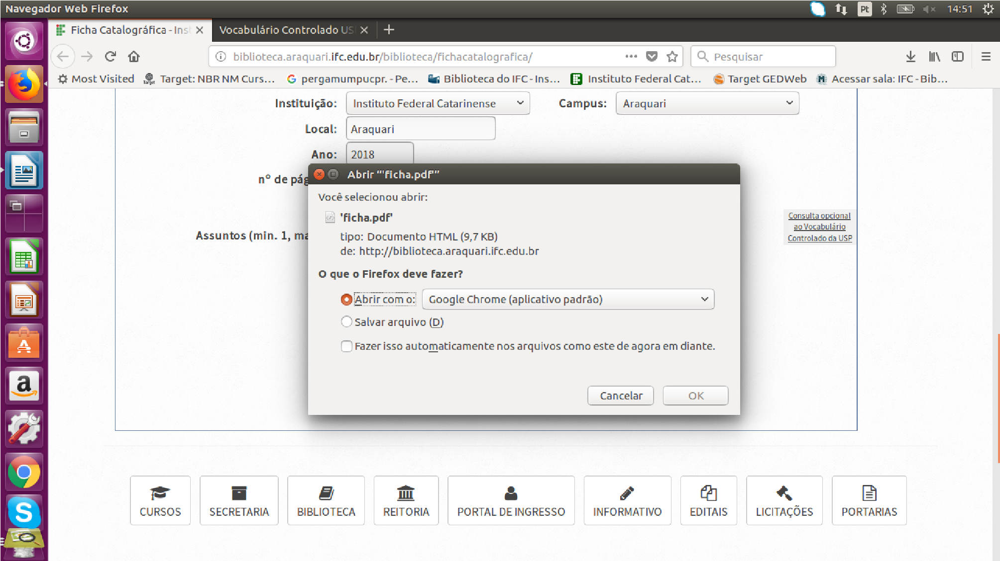 Navegador Web Firefox
Pt
14:51
Ficha Catalográfica - Inst
Vocabulário Controlado US
biblioteca.araquari.ifc.edu.br/biblioteca/fichacatalografica/
Pesquisar
Most Visited
Target: NBR NM Curs...
pergamumpucpr. - Pe...
Biblioteca do IFC - Ins...
Instituto Federal Cat...
Target GEDWeb
Acessar sala: IFC - Bib...
Instituição: Instituto Federal Catarinense Campus: Araquari
Local: Araquari
Ano: 2018
nº de pág
Assuntos (min. 1, ma
Consulta opcional
ao Vocabulário
Controlado da USP
Abrir “'ficha.pdf'”
Você selecionou abrir:
'ficha.pdf'
tipo: Documento HTML (9,7 KB)
de: http://biblioteca.araquari.ifc.edu.br
O que o Firefox deve fazer?
Abrir com o: Google Chrome (aplicativo padrão)
Salvar arquivo (D)
Fazer isso automaticamente nos arquivos como este de agora em diante.
Cancelar
OK
CURSOS
SECRETARIA
BIBLIOTECA
REITORIA
PORTAL DE INGRESSO
INFORMATIVO
EDITAIS
LICITAÇÕES
PORTARIAS